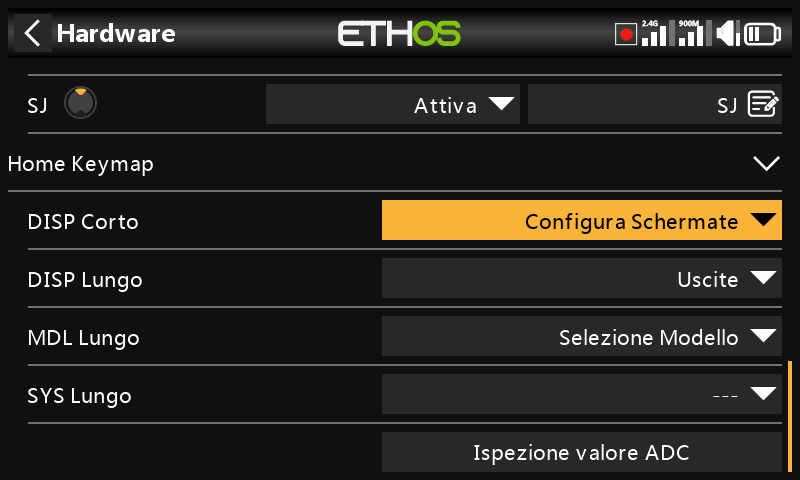 Hardware
ETHOS
2.4G
900M
SJ
Attiva
SJ
Home Keymap
DISP Corto
Configura Schermate
DISP Lungo
Uscite
MDL Lungo
Selezione Modello
SYS Lungo
---
Ispezione valore ADC